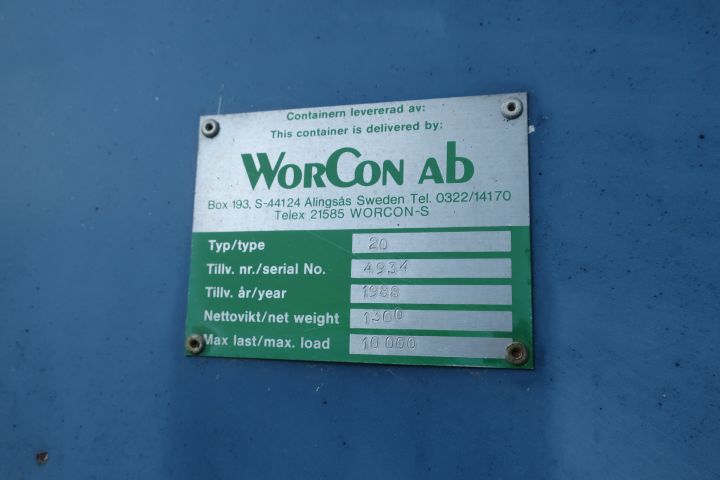 Containern levererad av:
This container is delivered by:
WORCON Ab
Box 193, S-44124 Alingsås Sweden Tel. 0322/14170
Telex 21585 WORCON-S
Typ/type 20
Tillv. nr./serial No. 4934
Tillv. år/year 1988
Nettovikt/net weight 1300
Max last/max. load 10 000